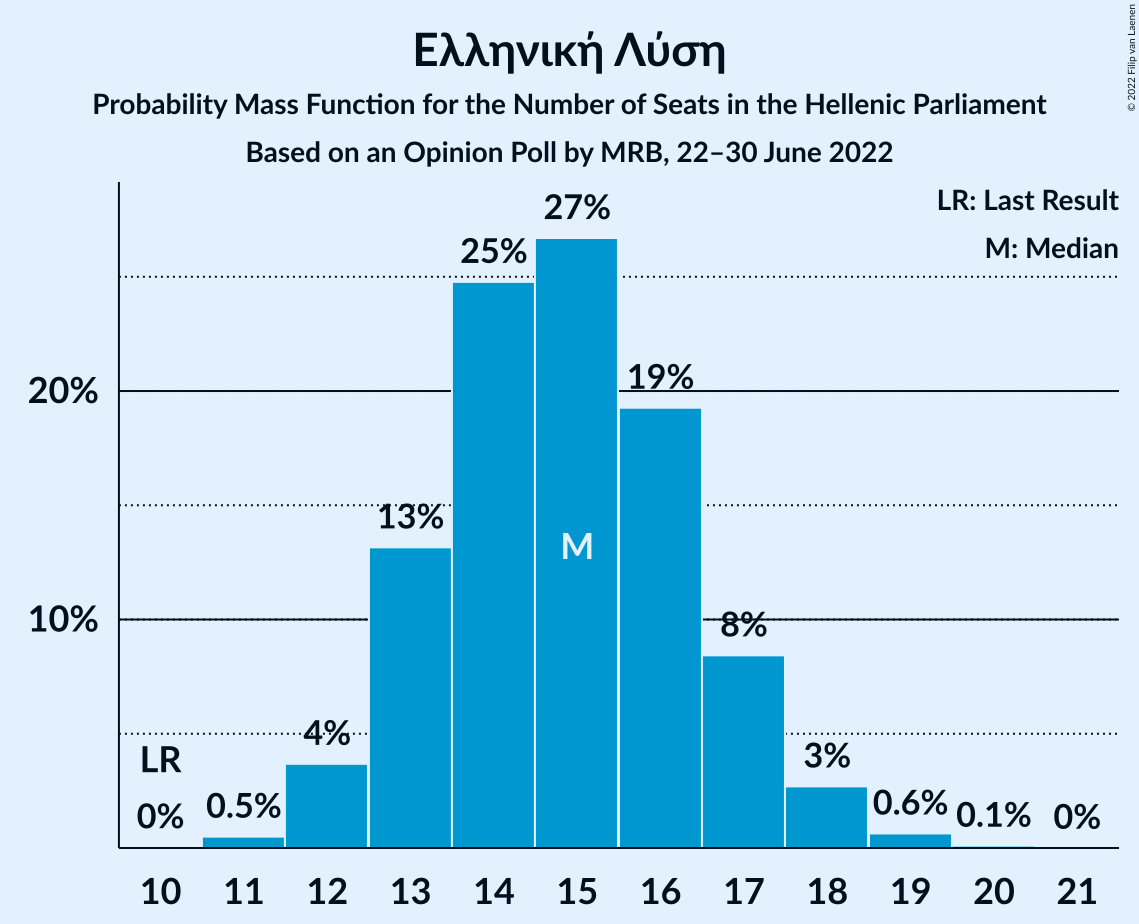 Ελληνική Λύση
Probability Mass Function for the Number of Seats in the Hellenic Parliament
Based on an Opinion Poll by MRB, 22–30 June 2022
© 2022 Filip van Laenen
LR: Last Result
M: Median
27%
25%
20%
19%
13%
M
10%
8%
4%
LR
3%
0%
0.5%
0.6%
0.1%
0%
10 11 12 13 14 15 16 17 18 19 20 21